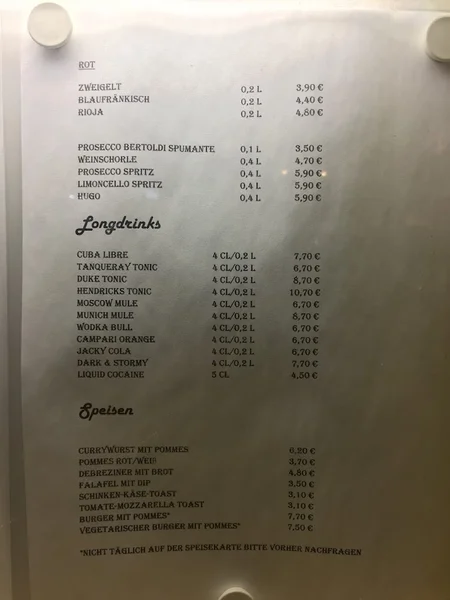 ROT
ZWEIGELT 0,2 L 3,90 €
BLAUFRÄNKISCH 0,2 L 4,40 €
RIOJA 0,2 L 4,80 €
PROSECCO BERTOLDI SPUMANTE 0,1 L 3,50 €
WEINSCHORLE 0,4 L 4,70 €
PROSECCO SPRITZ 0,4 L 5,90 €
LIMONCELLO SPRITZ 0,4 L 5,90 €
HUGO 0,4 L 5,90 €
Longdrinks
CUBA LIBRE 4 CL/0,2 L 7,70 €
TANQUERAY TONIC 4 CL/0,2 L 6,70 €
DUKE TONIC 4 CL/0,2 L 8,70 €
HENDRICKS TONIC 4 CL/0,2 L 10,70 €
MOSCOW MULE 4 CL/0,2 L 6,70 €
MUNICH MULE 4 CL/0,2 L 8,70 €
WODKA BULL 4 CL/0,2 L 6,70 €
CAMPARI ORANGE 4 CL/0,2 L 6,70 €
JACKY COLA 4 CL/0,2 L 6,70 €
DARK & STORMY 4 CL/0,2 L 7,70 €
LIQUID COCAINE 5 CL 4,50 €
Speisen
CURRYWURST MIT POMMES 0,20 €
POMMES ROT/WEIß 3,70 €
DEBREZINER MIT BROT 4,80 €
FALAFEL MIT DIP 3,50 €
SCHINKEN-KÄSE-TOAST 3,10 €
TOMATE-MOZZARELLA TOAST 3,10 €
BURGER MIT POMMES* 7,70 €
VEGETARISCHER BURGER MIT POMMES* 7,50 €
*NICHT TÄGLICH AUF DER SPEISEKARTE BITTE VORHER NACHFRAGEN